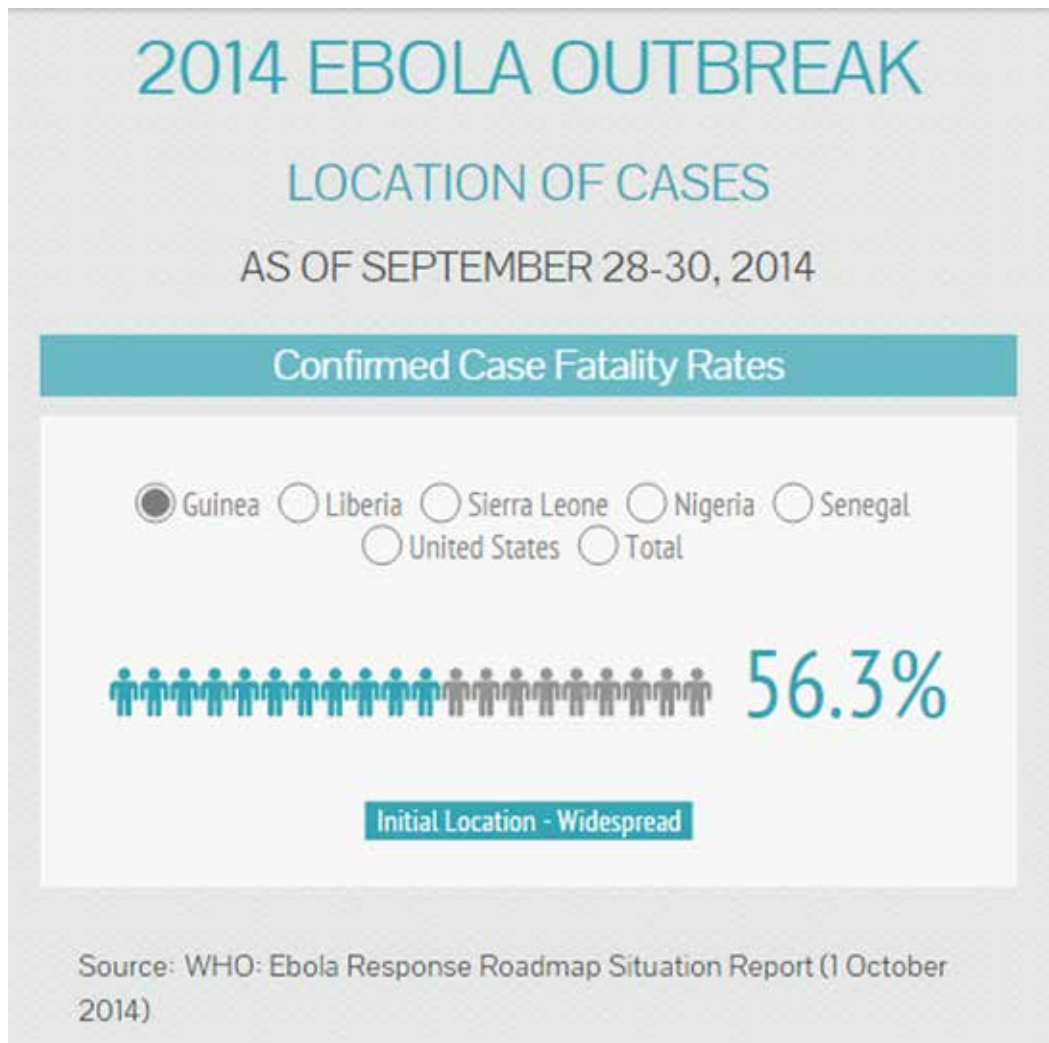 2014 EBOLA OUTBREAK
LOCATION OF CASES
AS OF SEPTEMBER 28-30, 2014
Confirmed Case Fatality Rates
Guinea Liberia Sierra Leone Nigeria Senegal
United States Total
56.3%
Initial Location - Widespread
Source: WHO: Ebola Response Roadmap Situation Report (1 October
2014)